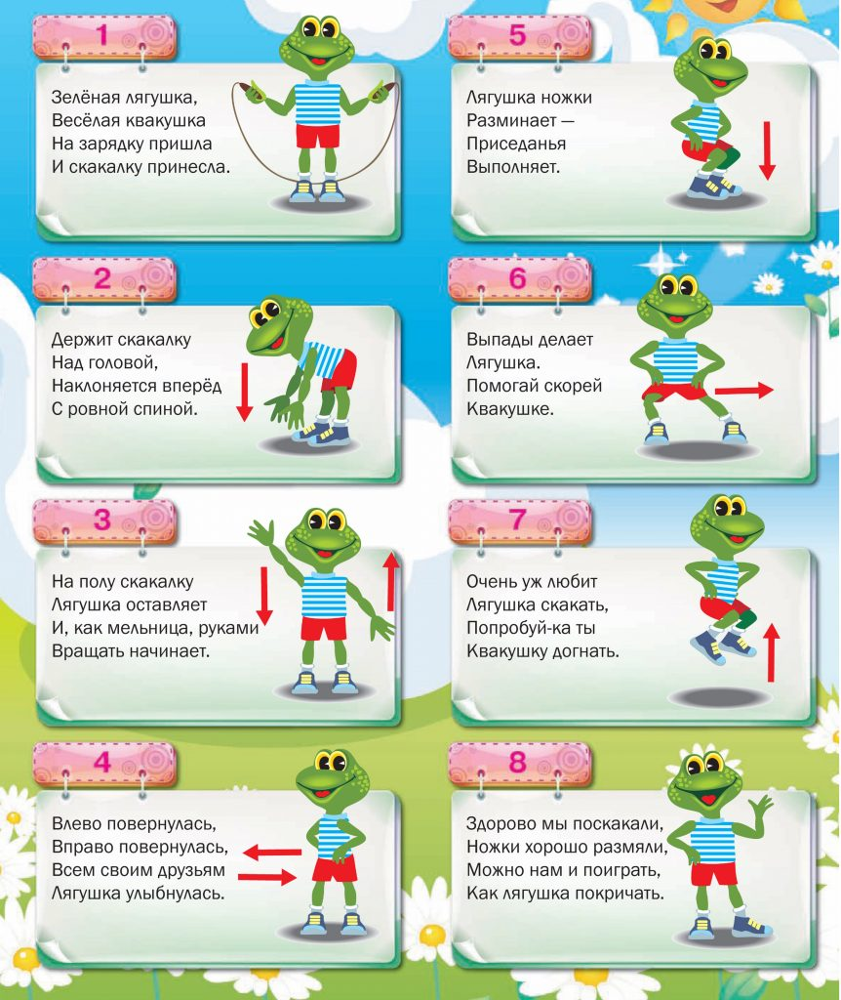 1
Зелёная лягушка,
Весёлая квакушка
На зарядку пришла
И скакалку принесла.
2
Держит скакалку
Над головой,
Наклоняется вперёд
С ровной спиной.
3
На полу скакалку
Лягушка оставляет
И, как мельница, руками
Вращать начинает.
4
Влево повернулась,
Вправо повернулась,
Всем своим друзьям
Лягушка улыбнулась.
5
Лягушка ножки
Разминает —
Приседанья
Выполняет.
6
Выпады делает
Лягушка.
Помогай скорей
Квакушке.
7
Очень уж любит
Лягушка скакать,
Попробуй-ка ты
Квакушку догнать.
8
Здорово мы поскакали,
Ножки хорошо размяли,
Можно нам и поиграть,
Как лягушка покричать.